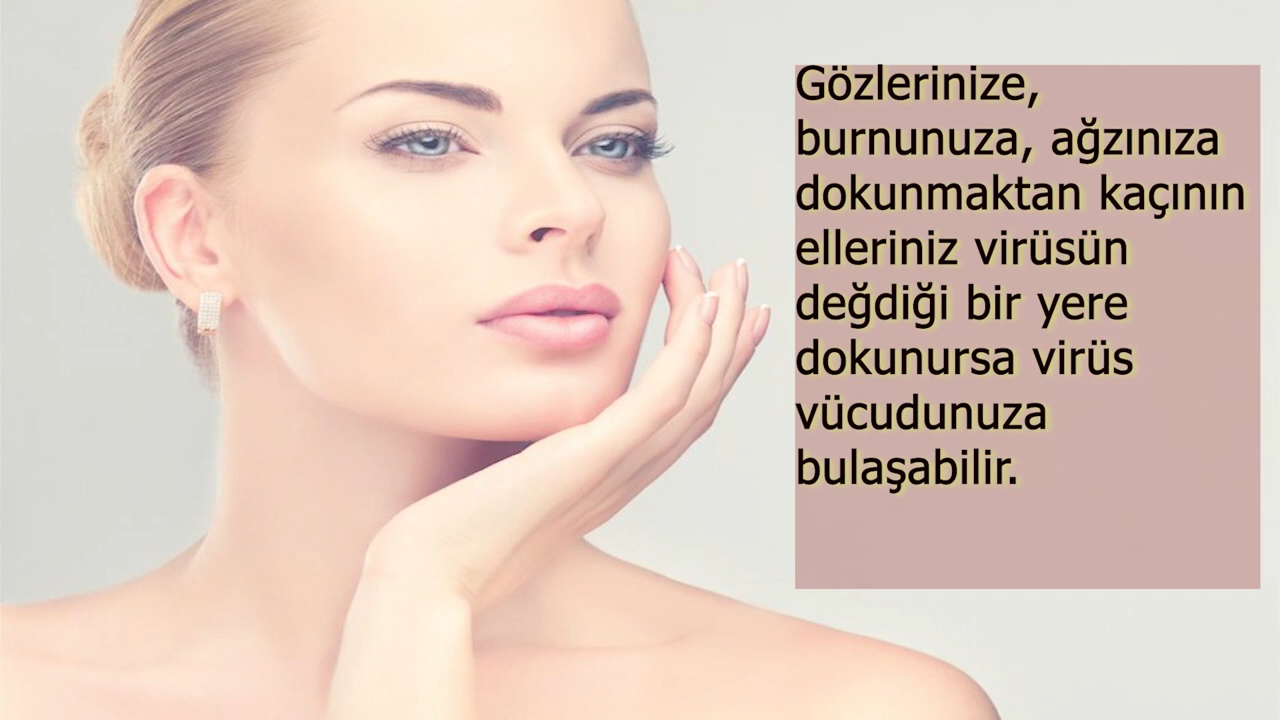 Gözlerinize,
burnunuza, ağzınıza
dokunmaktan kaçının
elleriniz virüsün
değdiği bir yere
dokunursa virüs
vücudunuza
bulaşabilir.